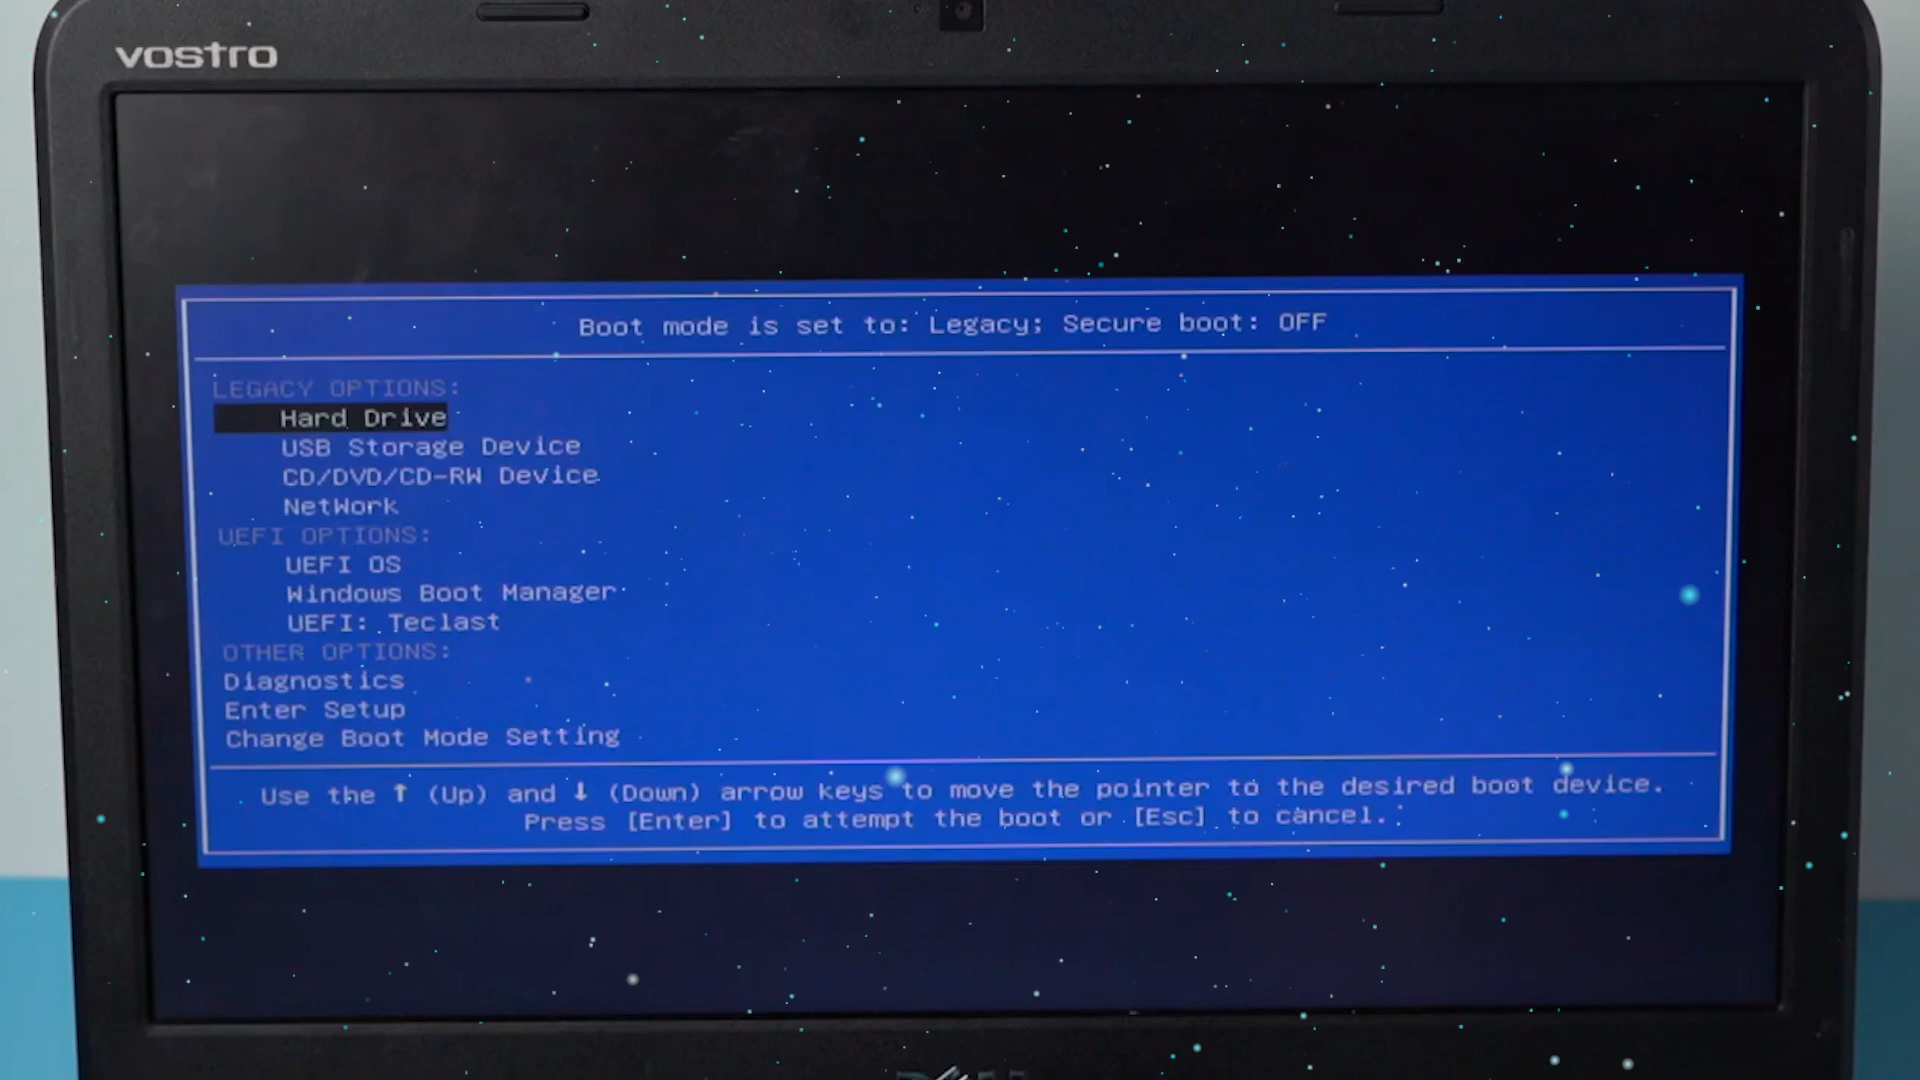 vostro
Boot mode is set to: Legacy; Secure boot: OFF
LEGACY OPTIONS:
Hard Drive
USB Storage Device
CD/DVD/CD-RW Device
NetWork
UEFI OPTIONS:
UEFI OS
Windows Boot Manager
UEFI: Teclast
OTHER OPTIONS:
Diagnostics
Enter Setup
Change Boot Mode Setting
Use the ↑ (Up) and ↓ (Down) arrow keys to move the pointer to the desired boot device.
Press [Enter] to attempt the boot or [Esc] to cancel.